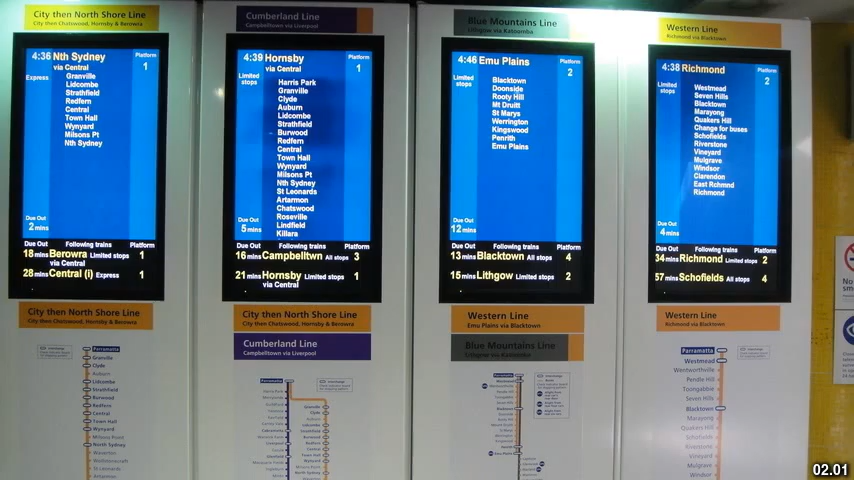 City then North Shore Line
City then Chatswood, Hornsby & Berowra
4:36 Nth Sydney
via Central
Platform
1
Express
Granville
Lidcombe
Strathfield
Redfern
Central
Town Hall
Wynyard
Milsons Pt
Nth Sydney
Due Out
2 mins
Due Out Following trains Platform
18 mins Berowra Limited stops 1
via Central
28 mins Central (i) Express 1
City then North Shore Line
City then Chatswood, Hornsby & Berowra
Parramatta
Granville
Clyde
Auburn
Lidcombe
Strathfield
Burwood
Redfern
Central
Town Hall
Wynyard
Milsons Point
North Sydney
Waverton
Wollstonecraft
St Leonards
Artarmon
Cumberland Line
Campbelltown via Liverpool
4:39 Hornsby
via Central
Platform
1
Limited
stops
Harris Park
Granville
Clyde
Auburn
Lidcombe
Strathfield
Burwood
Redfern
Central
Town Hall
Wynyard
Milsons Pt
Nth Sydney
St Leonards
Artarmon
Chatswood
Roseville
Lindfield
Killara
Due Out
5 mins
Due Out Following trains Platform
16 mins Campbelltwn All stops 3
21 mins Hornsby Limited stops 1
via Central
City then North Shore Line
City then Chatswood, Hornsby & Berowra
Cumberland Line
Campbelltown via Liverpool
Parramatta
Blue Mountains Line
Lithgow via Katoomba
4:46 Emu Plains
Platform
2
Limited
stops
Blacktown
Doonside
Rooty Hill
Mt Druitt
St Marys
Werrington
Kingswood
Penrith
Emu Plains
Due Out
12 mins
Due Out Following trains Platform
13 mins Blacktown All stops 4
15 mins Lithgow Limited stops 2
Western Line
Emu Plains via Blacktown
Blue Mountains Line
Lithgow via Katoomba
Parramatta
Western Line
Richmond via Blacktown
4:38 Richmond
Platform
2
Limited
stops
Westmead
Seven Hills
Blacktown
Marayong
Quakers Hill
Change for buses
Schofields
Riverstone
Vineyard
Mulgrave
Windsor
Clarendon
East Rchmnd
Richmond
Due Out
4 mins
Due Out Following trains Platform
34 mins Richmond Limited stops 2
57 mins Schofields All stops 4
Western Line
Richmond via Blacktown
Parramatta
Westmead
Wentworthville
Pendle Hill
Toongabbie
Seven Hills
Blacktown
Marayong
Quakers Hill
Schofields
Riverstone
Vineyard
Mulgrave
Windsor
No
02.01